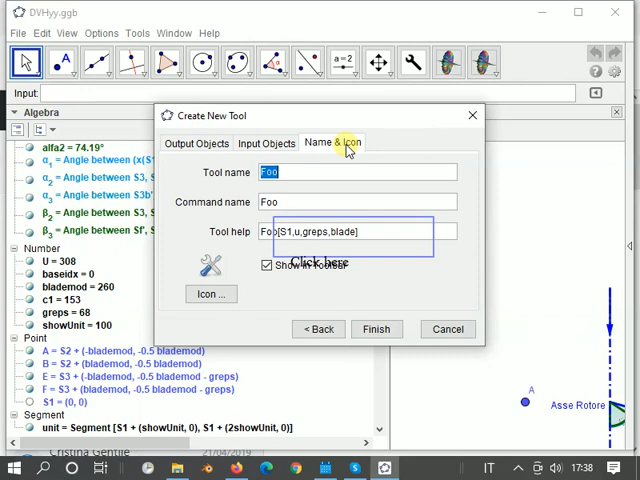 DVHyy.ggb
File Edit View Options Tools Window Help
a=2
Input:
Algebra
alfa2 = 74.19°
α1 = Angle between (x(S1
α2 = Angle between S3, S
α3 = Angle between S3b'
β2 = Angle between S3, S
β3 = Angle between Sf', S
Number
U = 308
baseidx = 0
blademod = 260
c1 = 153
greps = 68
showUnit = 100
Point
A = S2 + (-blademod, -0.5 blademod)
B = S2 + (blademod, -0.5 blademod)
E = S3 + (-blademod, -0.5 blademod - greps)
F = S3 + (blademod, -0.5 blademod - greps)
S1 = (0, 0)
Segment
unit = Segment [S1 + (showUnit, 0), S1 + (2showUnit, 0)]
Create New Tool
Output Objects Input Objects Name & Icon
Tool name Foo
Command name Foo
Tool help Foo[S1,u,greps,blade]
Click here
Show in Toolbar
Icon ...
< Back Finish Cancel
A
Asse Rotore
Cristina Gentile 21/04/2019
IT 17:38